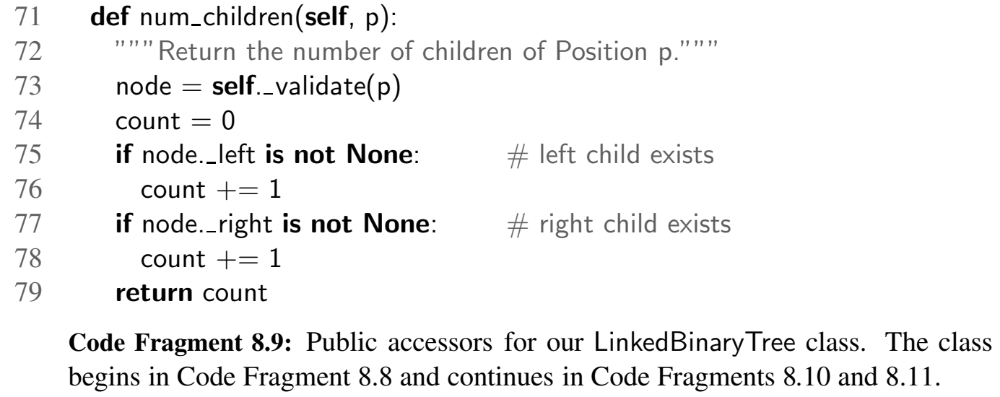 71 def num_children(self, p):
72 """Return the number of children of Position p."""
73 node = self._validate(p)
74 count = 0
75 if node._left is not None: # left child exists
76 count += 1
77 if node._right is not None: # right child exists
78 count += 1
79 return count
Code Fragment 8.9: Public accessors for our LinkedBinaryTree class. The class
begins in Code Fragment 8.8 and continues in Code Fragments 8.10 and 8.11.